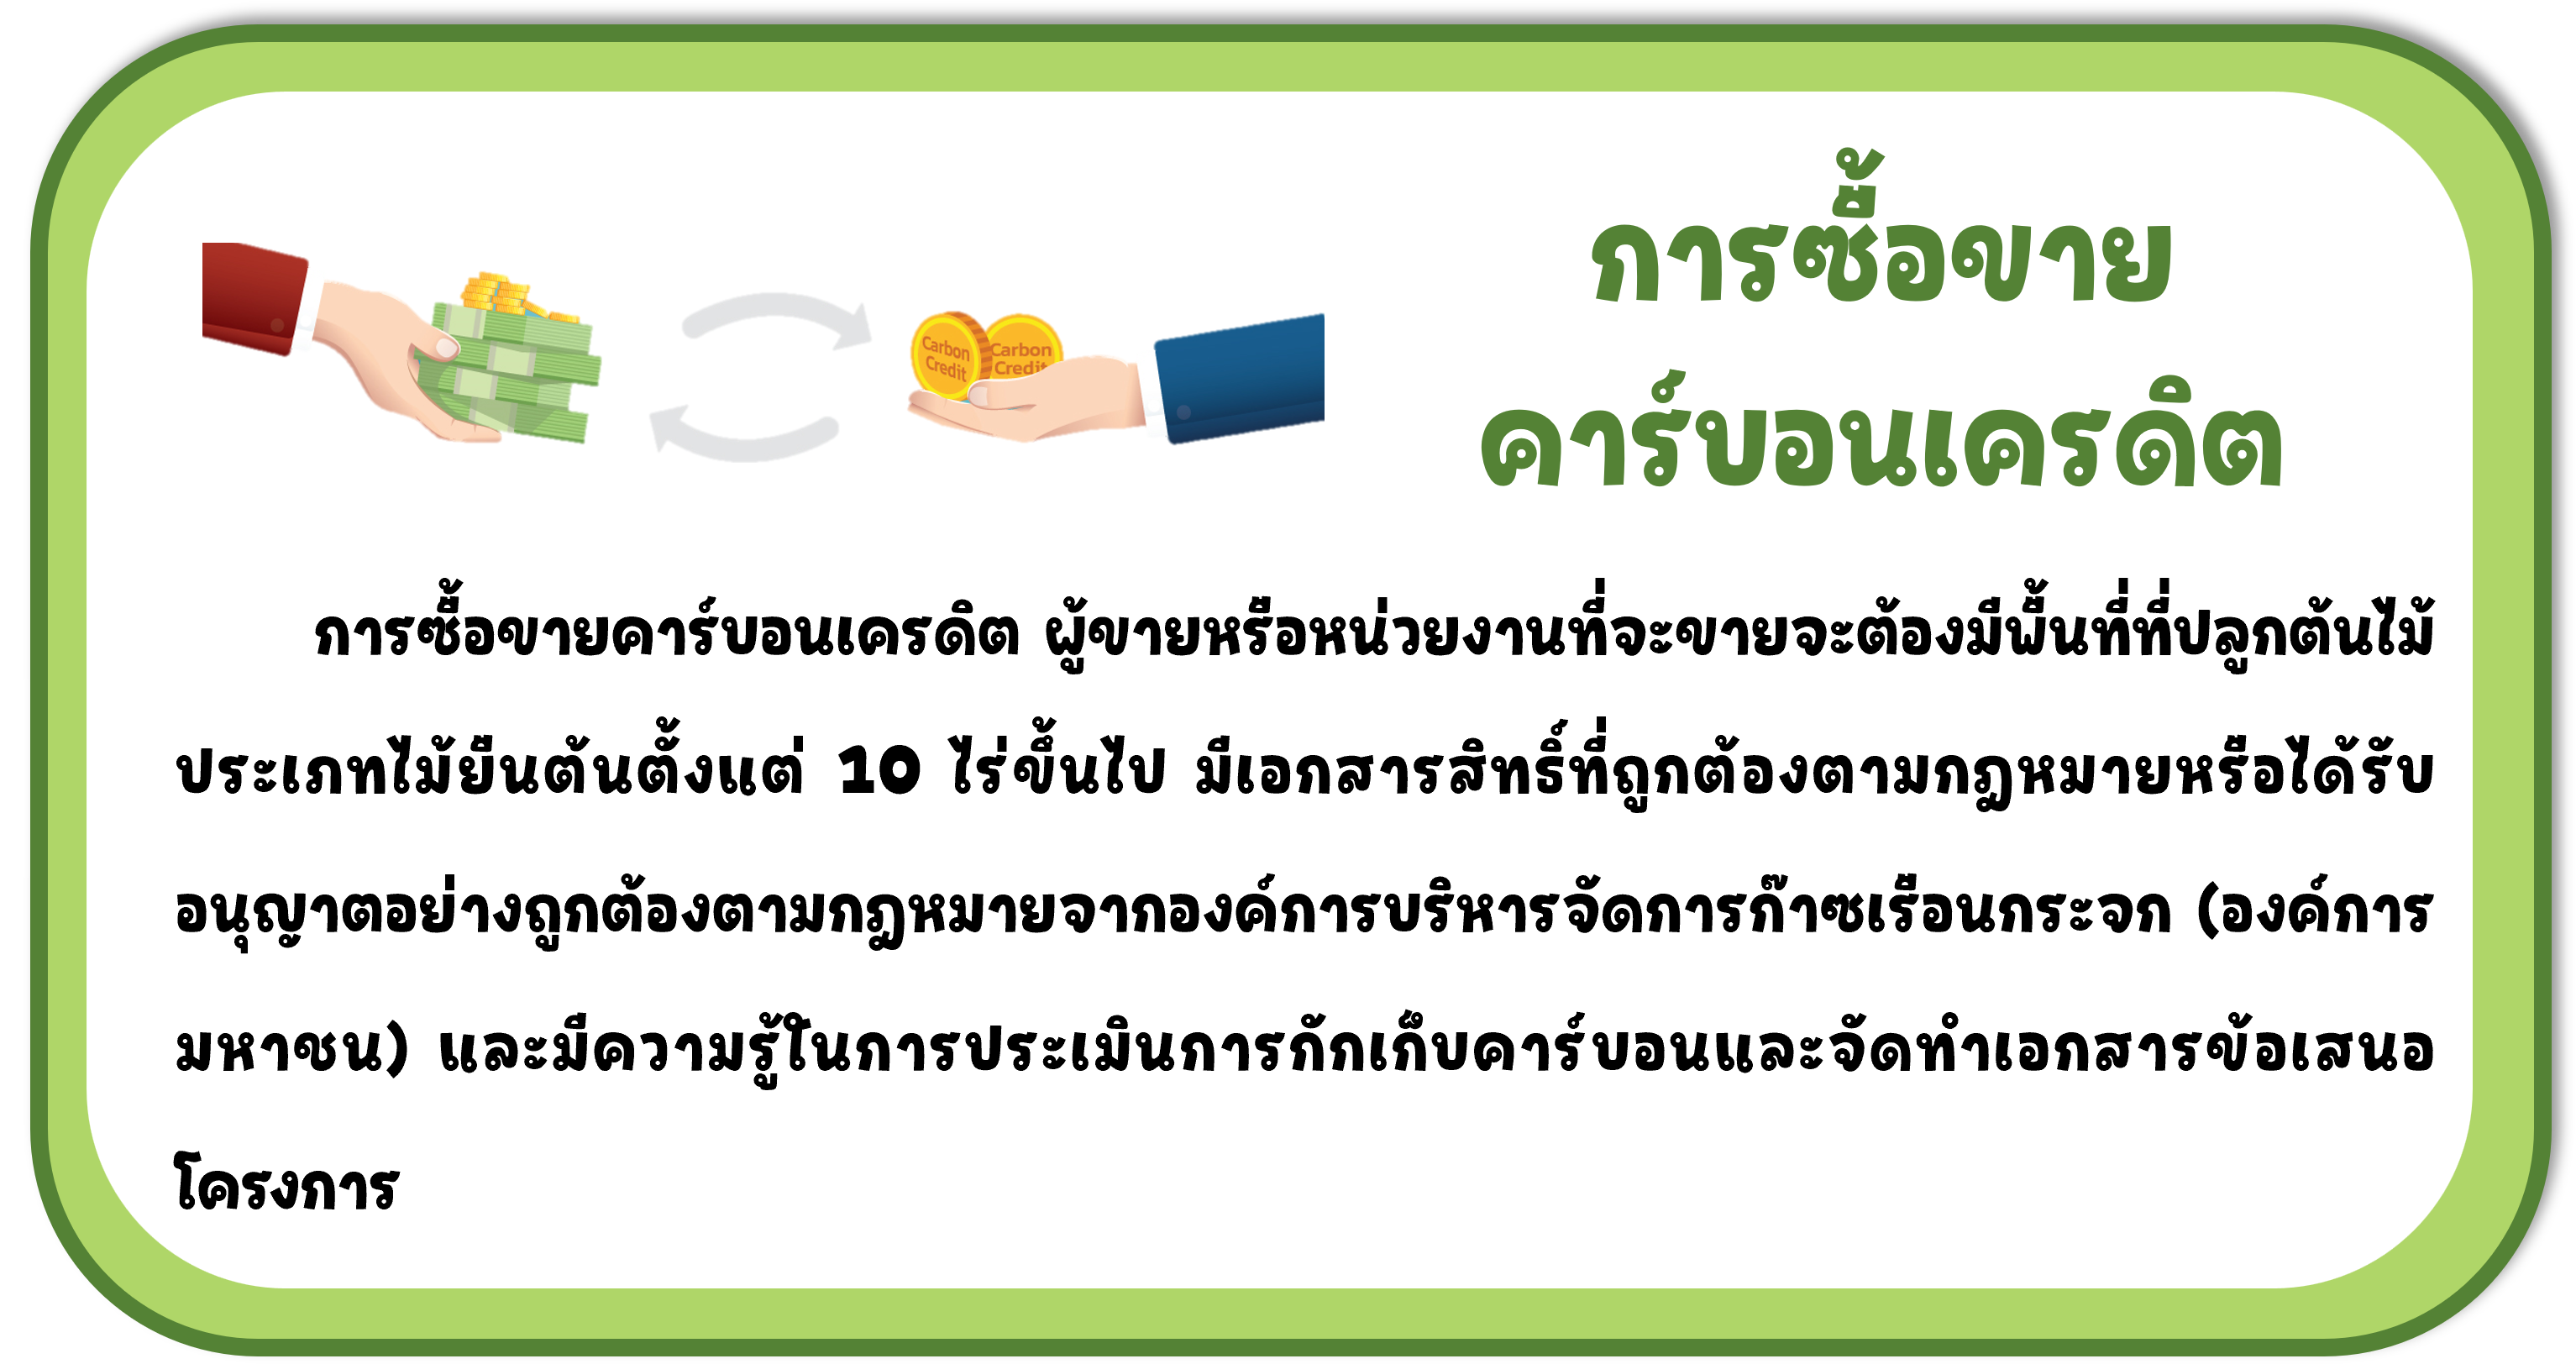 การซื้อขาย
คาร์บอนเครดิต
Carbon
Credit
Carbon
Credit
การซื้อขายคาร์บอนเครดิต ผู้ขายหรือหน่วยงานที่จะขายจะต้องมีพื้นที่ที่ปลูกต้นไม้
ประเภทไม้ยืนต้นตั้งแต่ 10 ไร่ขึ้นไป มีเอกสารสิทธิ์ที่ถูกต้องตามกฎหมายหรือได้รับ
อนุญาตอย่างถูกต้องตามกฎหมายจากองค์การบริหารจัดการก๊าซเรือนกระจก (องค์การ
มหาชน) และมีความรู้ในการประเมินการกักเก็บคาร์บอนและจัดทำเอกสารข้อเสนอ
โครงการ